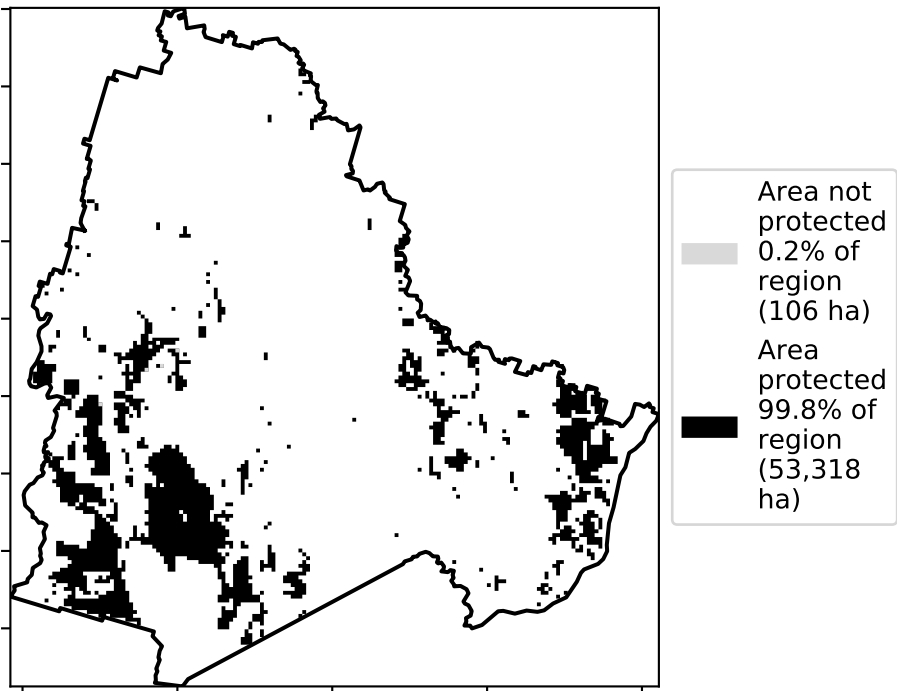 Area not
protected
0.2% of
region
(106 ha)
Area
protected
99.8% of
region
(53,318
ha)